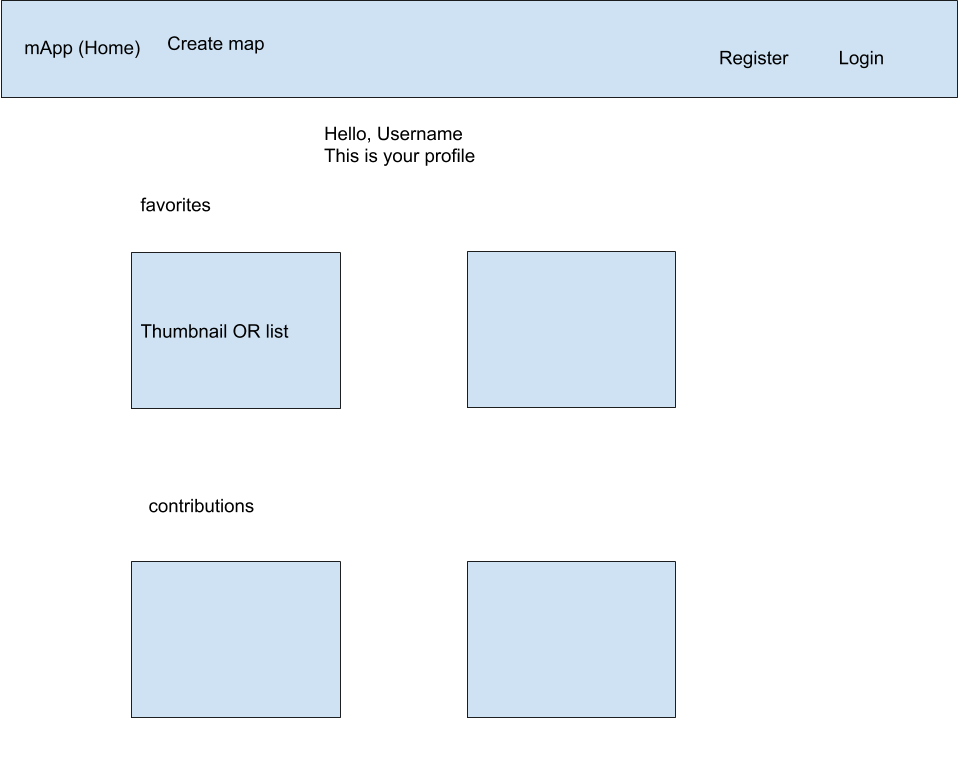 mApp (Home)
Create map
Register
Login
Hello, Username
This is your profile
favorites
Thumbnail OR list
contributions